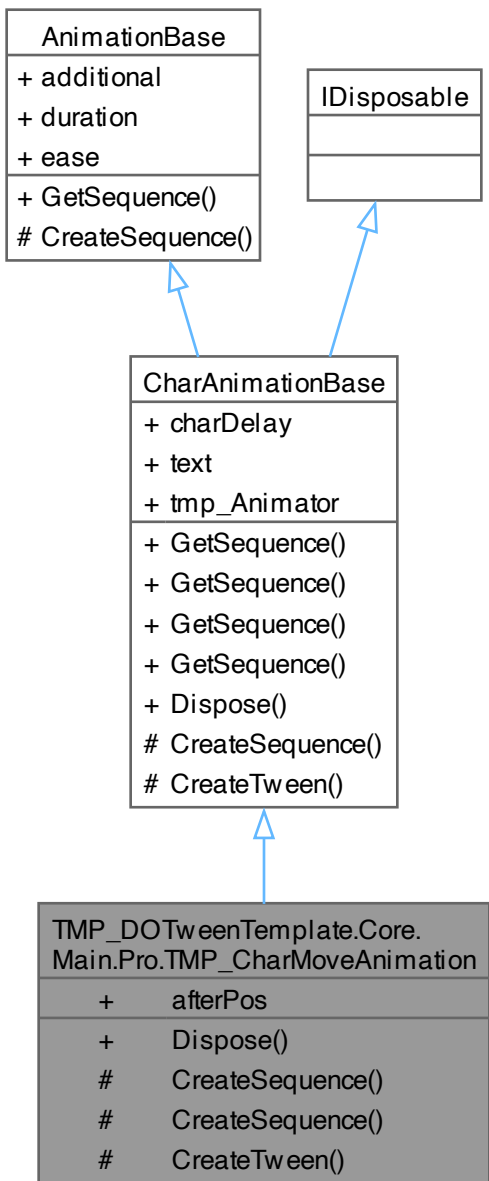 AnimationBase
+ additional
+ duration
+ ease
+ GetSequence()
# CreateSequence()
IDisposable
CharAnimationBase
+ charDelay
+ text
+ tmp_Animator
+ GetSequence()
+ GetSequence()
+ GetSequence()
+ GetSequence()
+ Dispose()
# CreateSequence()
# CreateTween()
TMP_DOTweenTemplate.Core.
Main.Pro.TMP_CharMoveAnimation
+ afterPos
+ Dispose()
# CreateSequence()
# CreateSequence()
# CreateTween()